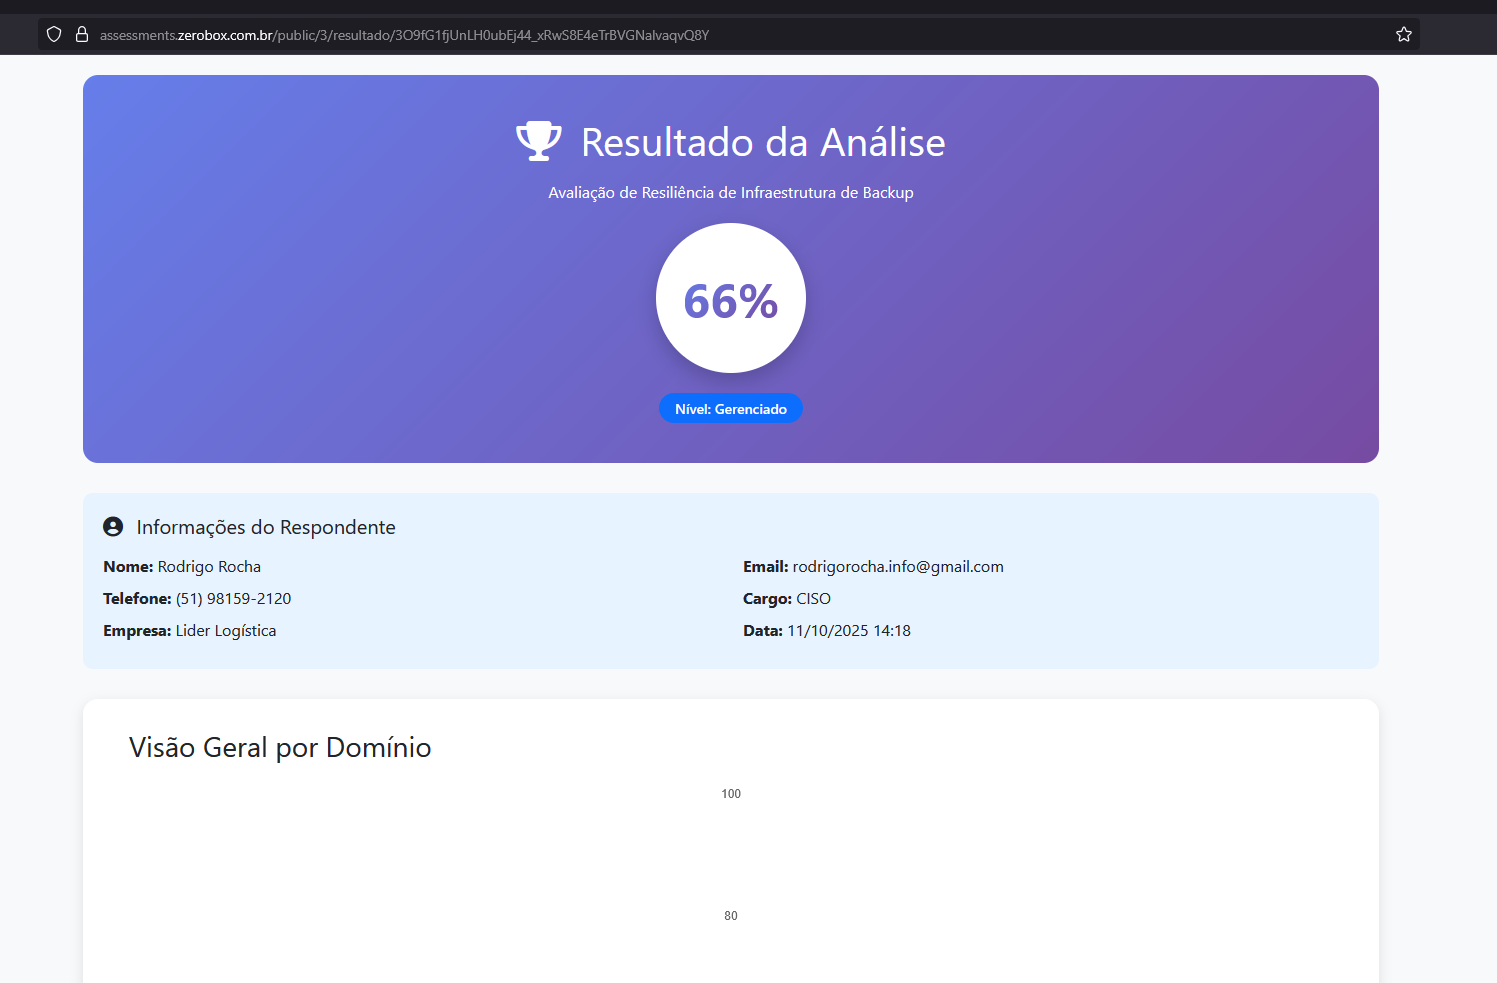 assessments.zerobox.com.br/public/3/resultado/3O9fG1fjUnLH0ubEj44_xRwS8E4eTrBVGNalvaqvQ8Y
Resultado da Análise
Avaliação de Resiliência de Infraestrutura de Backup
66%
Nível: Gerenciado
Informações do Respondente
Nome: Rodrigo Rocha
Email: rodrigorocha.info@gmail.com
Telefone: (51) 98159-2120
Cargo: CISO
Empresa: Lider Logística
Data: 11/10/2025 14:18
Visão Geral por Domínio
100
80